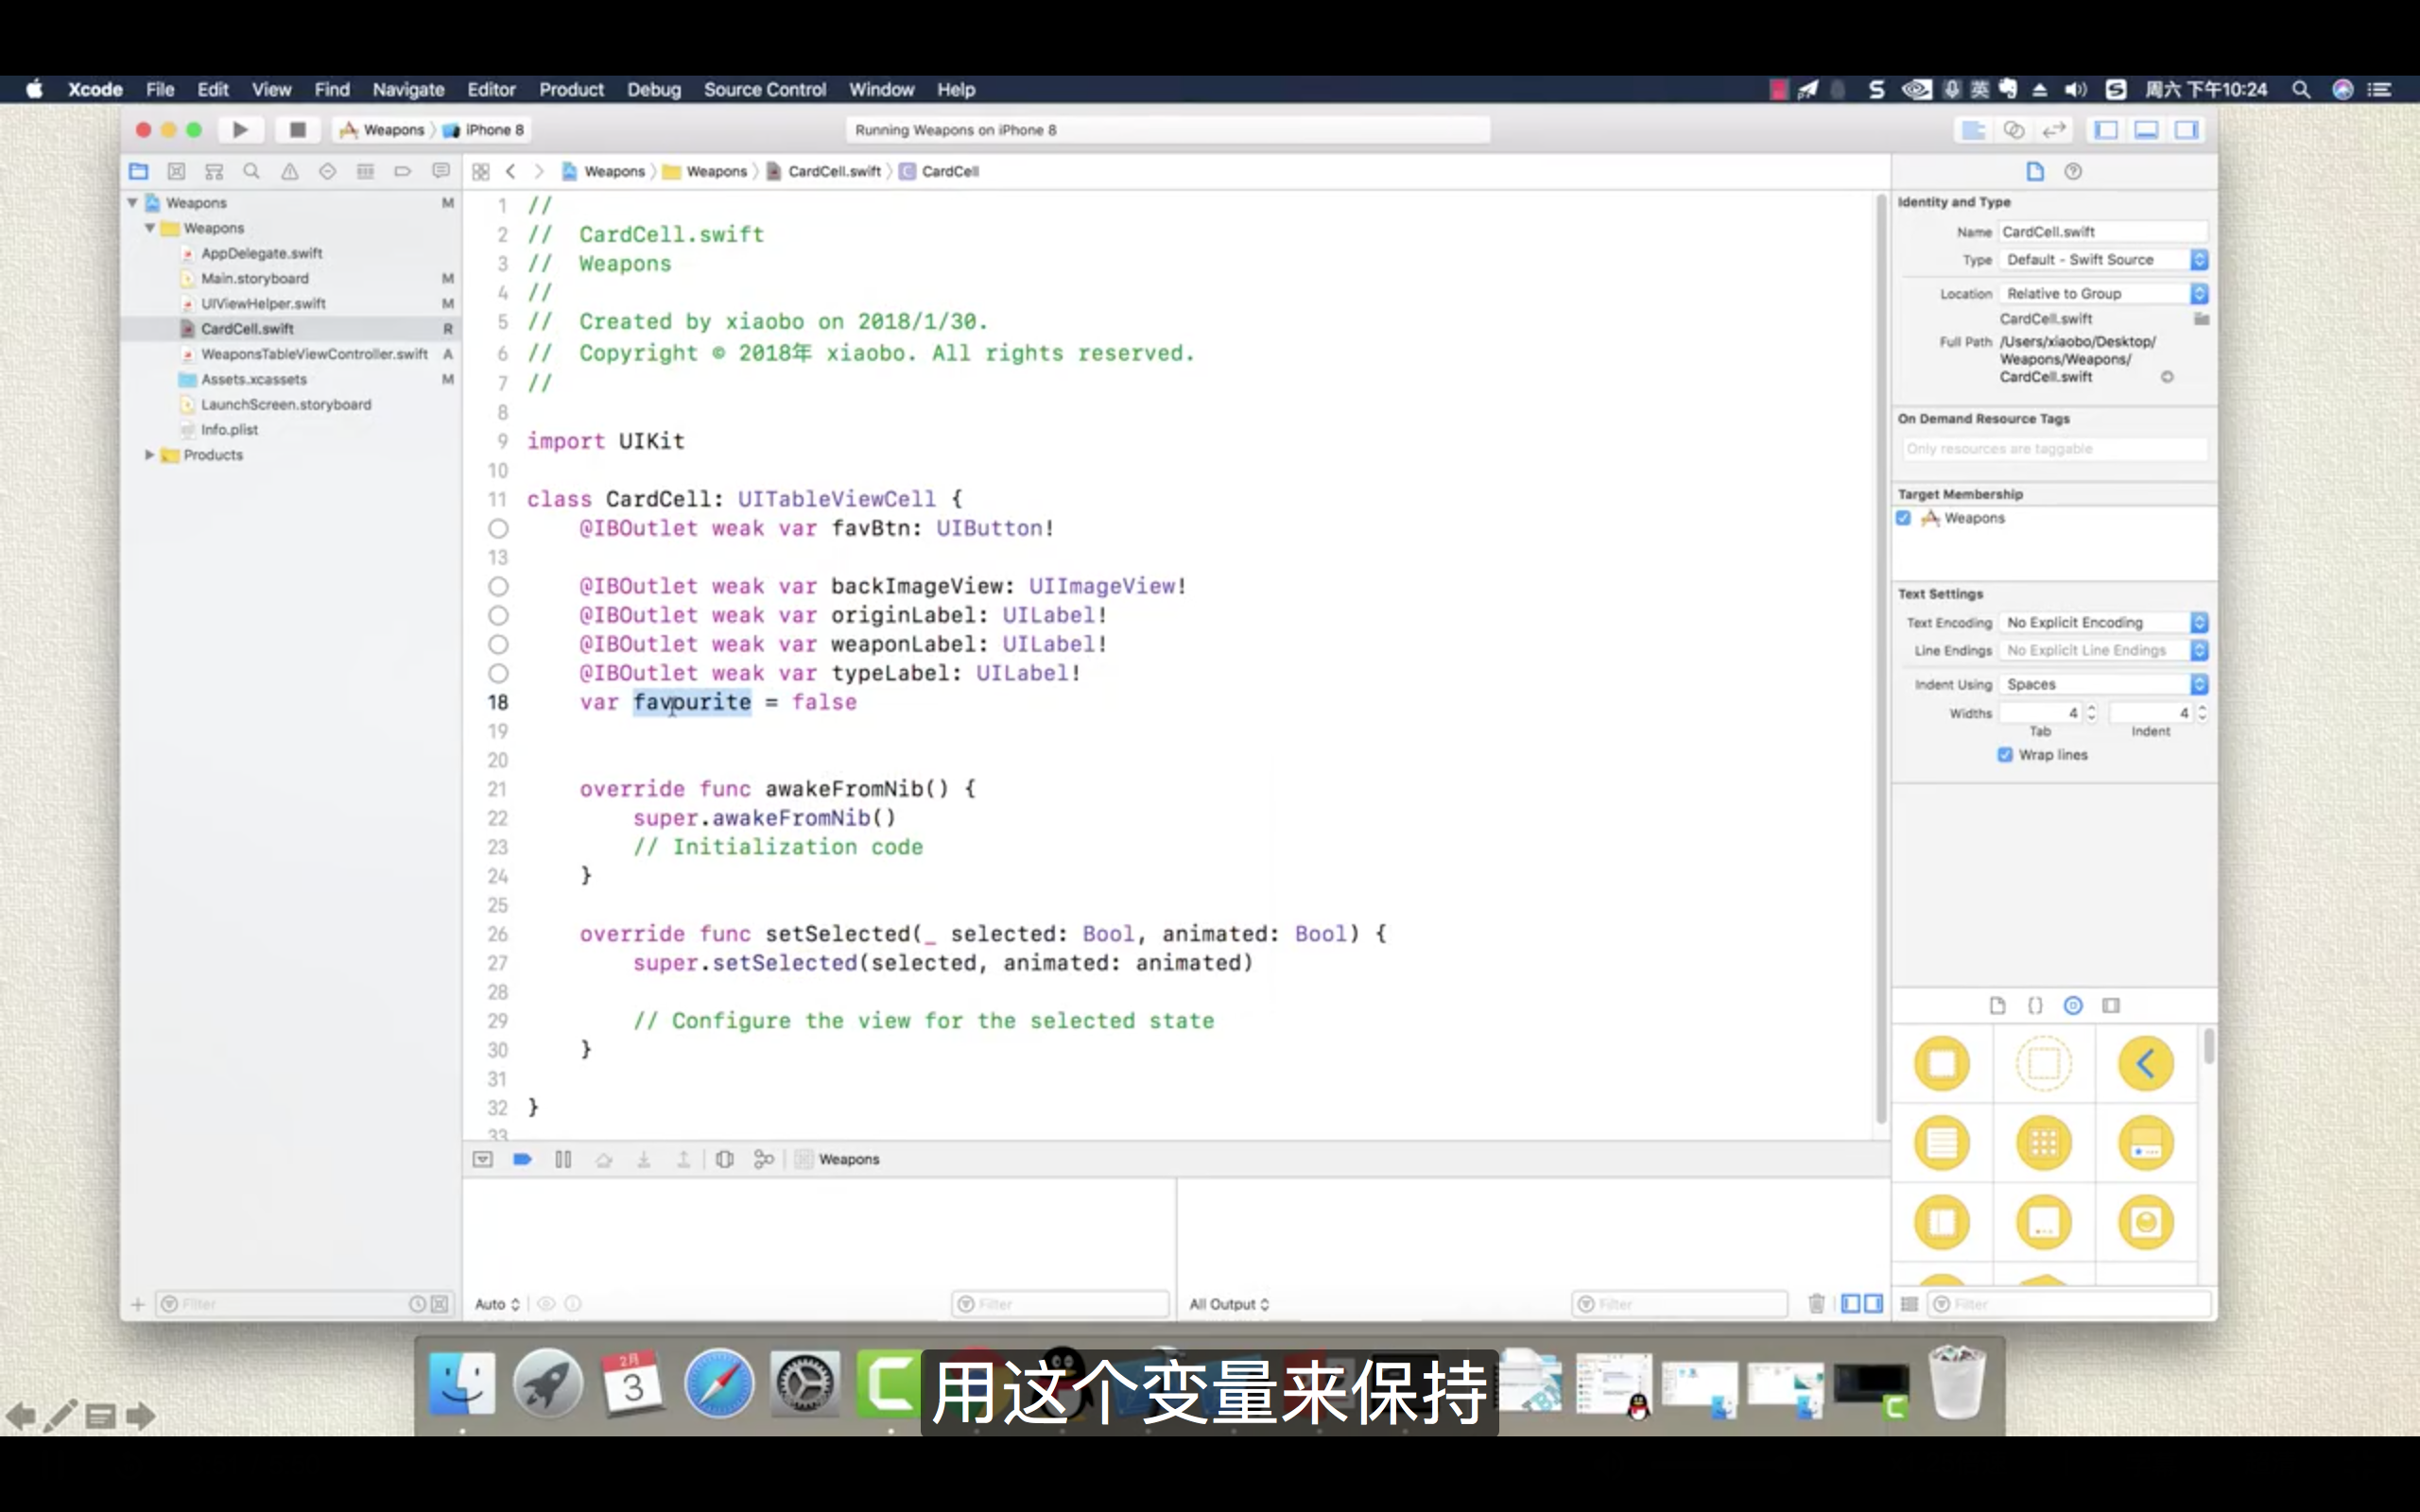 Xcode File Edit View Find Navigate Editor Product Debug Source Control Window Help 英 周六 下午10:24
Weapons iPhone 8 Running Weapons on iPhone 8
Weapons Weapons CardCell.swift CardCell
Weapons M
Weapons
AppDelegate.swift
Main.storyboard M
UIViewHelper.swift M
CardCell.swift R
WeaponsTableViewController.swift A
Assets.xcassets M
LaunchScreen.storyboard
Info.plist
Products
Filter
1 //
2 // CardCell.swift
3 // Weapons
4 //
5 // Created by xiaobo on 2018/1/30.
6 // Copyright © 2018年 xiaobo. All rights reserved.
7 //
8
9 import UIKit
10
11 class CardCell: UITableViewCell {
@IBOutlet weak var favBtn: UIButton!
13
@IBOutlet weak var backImageView: UIImageView!
@IBOutlet weak var originLabel: UILabel!
@IBOutlet weak var weaponLabel: UILabel!
@IBOutlet weak var typeLabel: UILabel!
18 var favourite = false
19
20
21 override func awakeFromNib() {
22 super.awakeFromNib()
23 // Initialization code
24 }
25
26 override func setSelected(_ selected: Bool, animated: Bool) {
27 super.setSelected(selected, animated: animated)
28
29 // Configure the view for the selected state
30 }
31
32 }
33
Weapons
Auto Filter
All Output Filter
Identity and Type
Name CardCell.swift
Type Default - Swift Source
Location Relative to Group
CardCell.swift
Full Path /Users/xiaobo/Desktop/
Weapons/Weapons/
CardCell.swift
On Demand Resource Tags
Only resources are taggable
Target Membership
Weapons
Text Settings
Text Encoding No Explicit Encoding
Line Endings No Explicit Line Endings
Indent Using Spaces
Widths 4 4
Tab Indent
Wrap lines
Filter
2月
3
用这个变量来保持